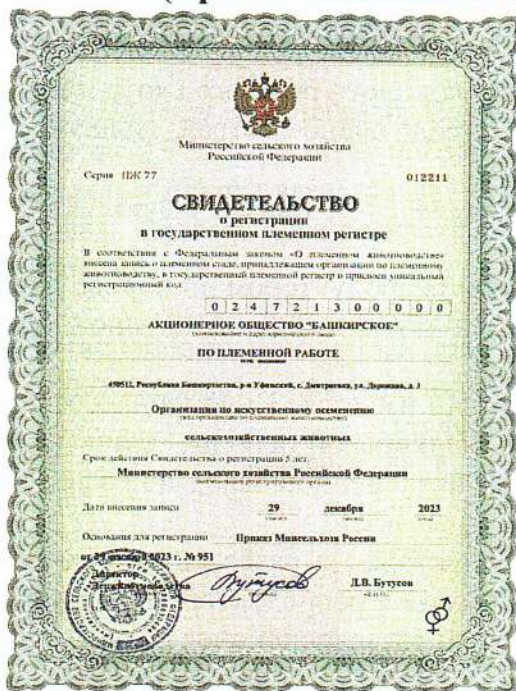 Министерство сельского хозяйства
Российской Федерации
Серия ПЖ 77 012211
СВИДЕТЕЛЬСТВО
о регистрации
в государственном племенном регистре
В соответствии с Федеральным законом «О племенном животноводстве»
внесена запись о племенном стаде, принадлежащем организации по племенному
животноводству, в государственный племенной регистр и присвоен уникальный
регистрационный код
0 2 4 7 2 1 3 0 0 0 0 0
АКЦИОНЕРНОЕ ОБЩЕСТВО "БАШКИРСКОЕ"
ПО ПЛЕМЕННОЙ РАБОТЕ
450512, Республика Башкортостан, р-н Уфимский, с. Дмитриевка, ул. Дорожная, д. 3
Организация по искусственному осеменению
сельскохозяйственных животных
Срок действия Свидетельства о регистрации 5 лет.
Министерство сельского хозяйства Российской Федерации
Дата внесения записи 29 декабря 2023
Основания для регистрации Приказ Минсельхоза России
от 29 декабря 2023 г. № 951
Директор
Д.В. Бутусов